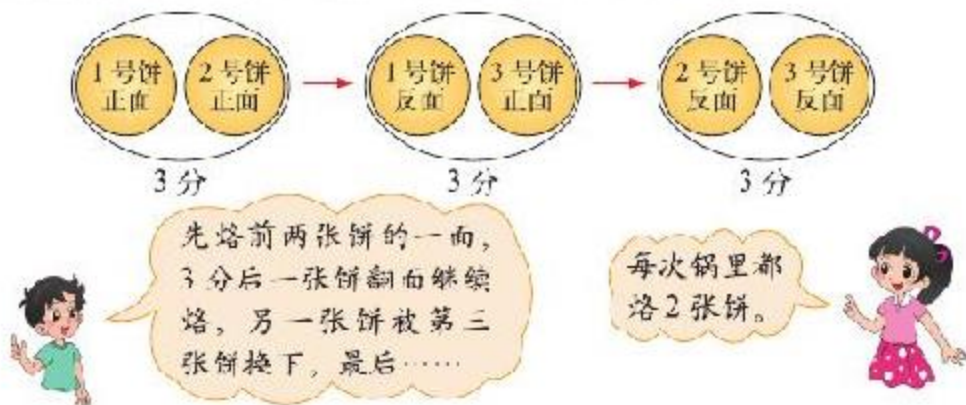 1号饼 2号饼 1号饼 3号饼 2号饼 3号饼
正面 正面 反面 正面 反面 反面
3分 3分 3分
先烙前两张饼的一面，
3分后一张饼翻面继续
烙，另一张饼被第三
张饼换下，最后……
每次锅里都
烙2张饼。